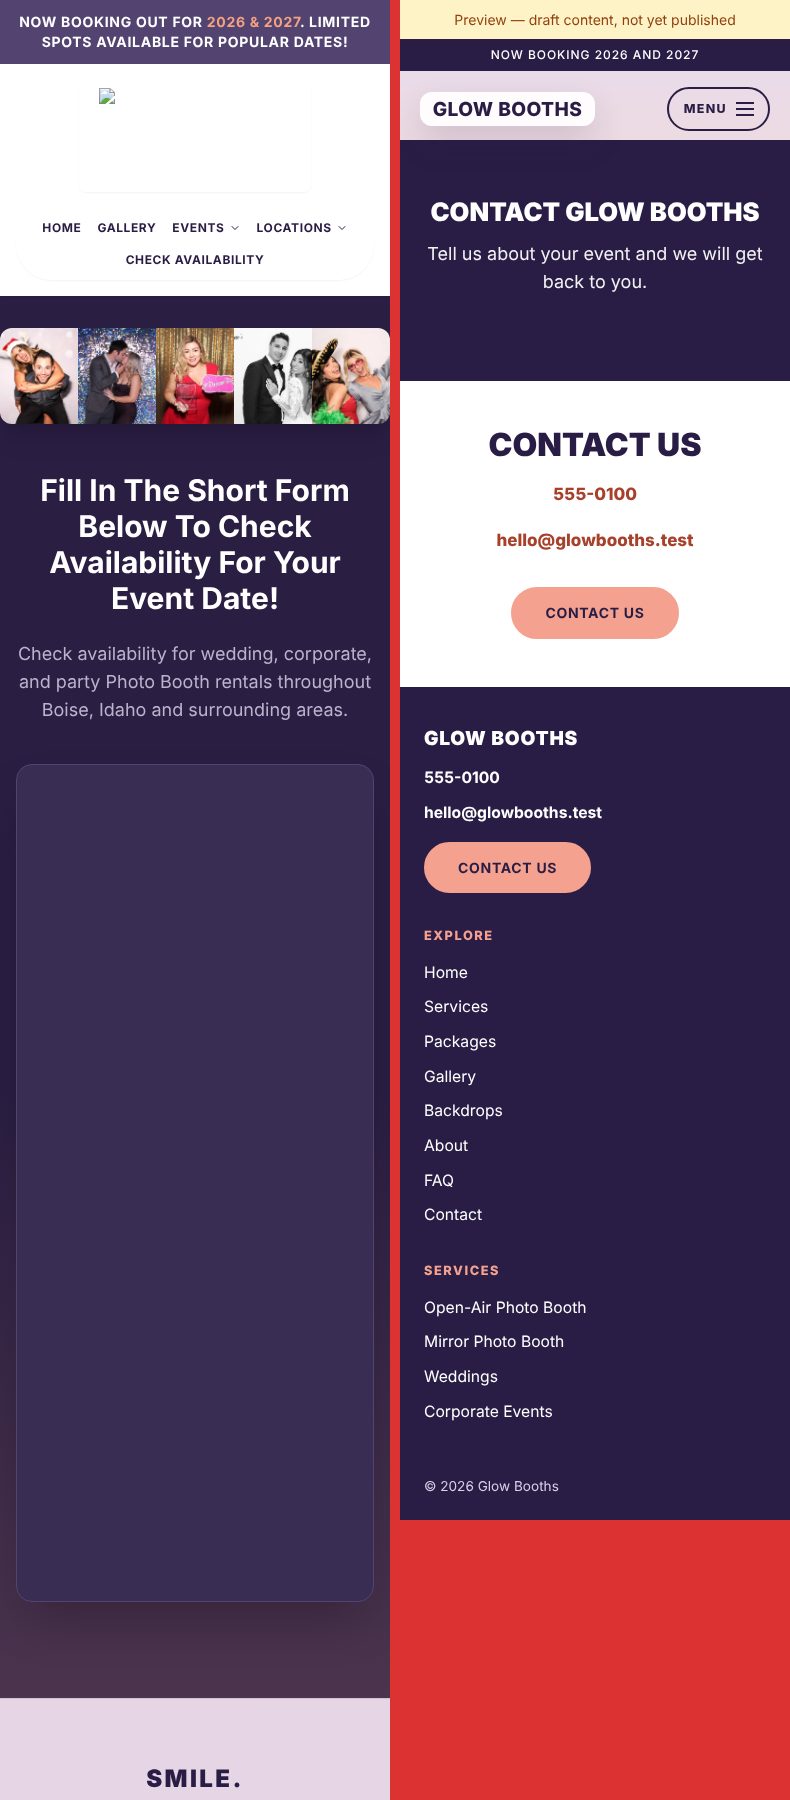 NOW BOOKING OUT FOR 2026 & 2027. LIMITED
SPOTS AVAILABLE FOR POPULAR DATES!
HOME GALLERY EVENTS LOCATIONS
CHECK AVAILABILITY
Fill In The Short Form
Below To Check
Availability For Your
Event Date!
Check availability for wedding, corporate,
and party Photo Booth rentals throughout
Boise, Idaho and surrounding areas.
SMILE.
Preview — draft content, not yet published
NOW BOOKING 2026 AND 2027
GLOW BOOTHS
MENU
CONTACT GLOW BOOTHS
Tell us about your event and we will get
back to you.
CONTACT US
555-0100
hello@glowbooths.test
CONTACT US
GLOW BOOTHS
555-0100
hello@glowbooths.test
CONTACT US
EXPLORE
Home
Services
Packages
Gallery
Backdrops
About
FAQ
Contact
SERVICES
Open-Air Photo Booth
Mirror Photo Booth
Weddings
Corporate Events
© 2026 Glow Booths